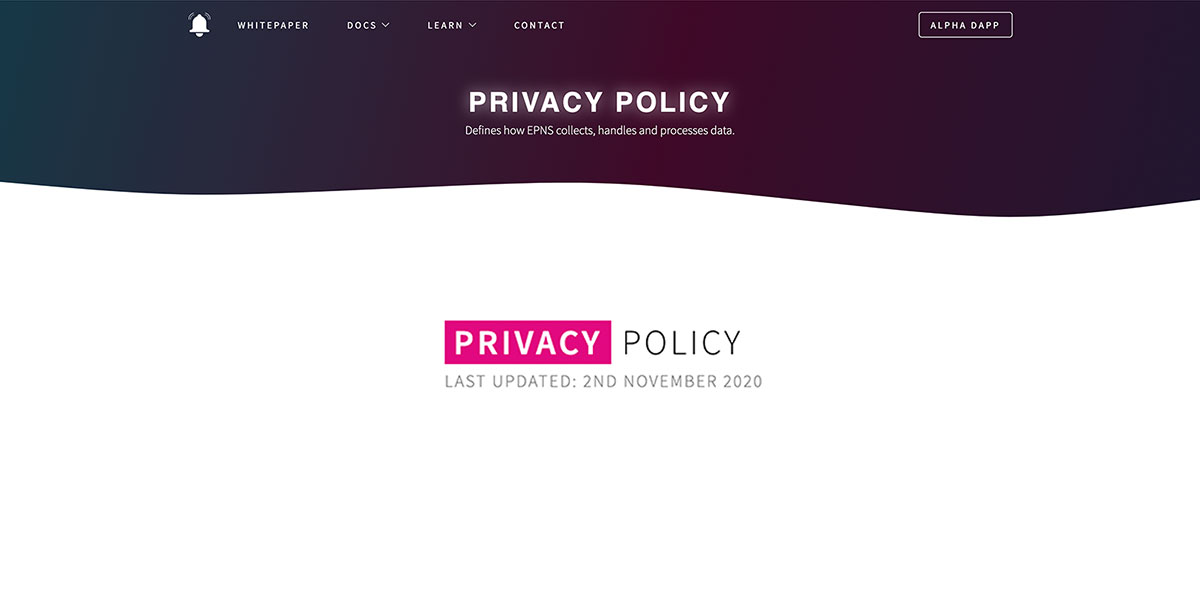 WHITEPAPER DOCS LEARN CONTACT ALPHA DAPP
PRIVACY POLICY
Defines how EPNS collects, handles and processes data.
PRIVACY POLICY
LAST UPDATED: 2ND NOVEMBER 2020